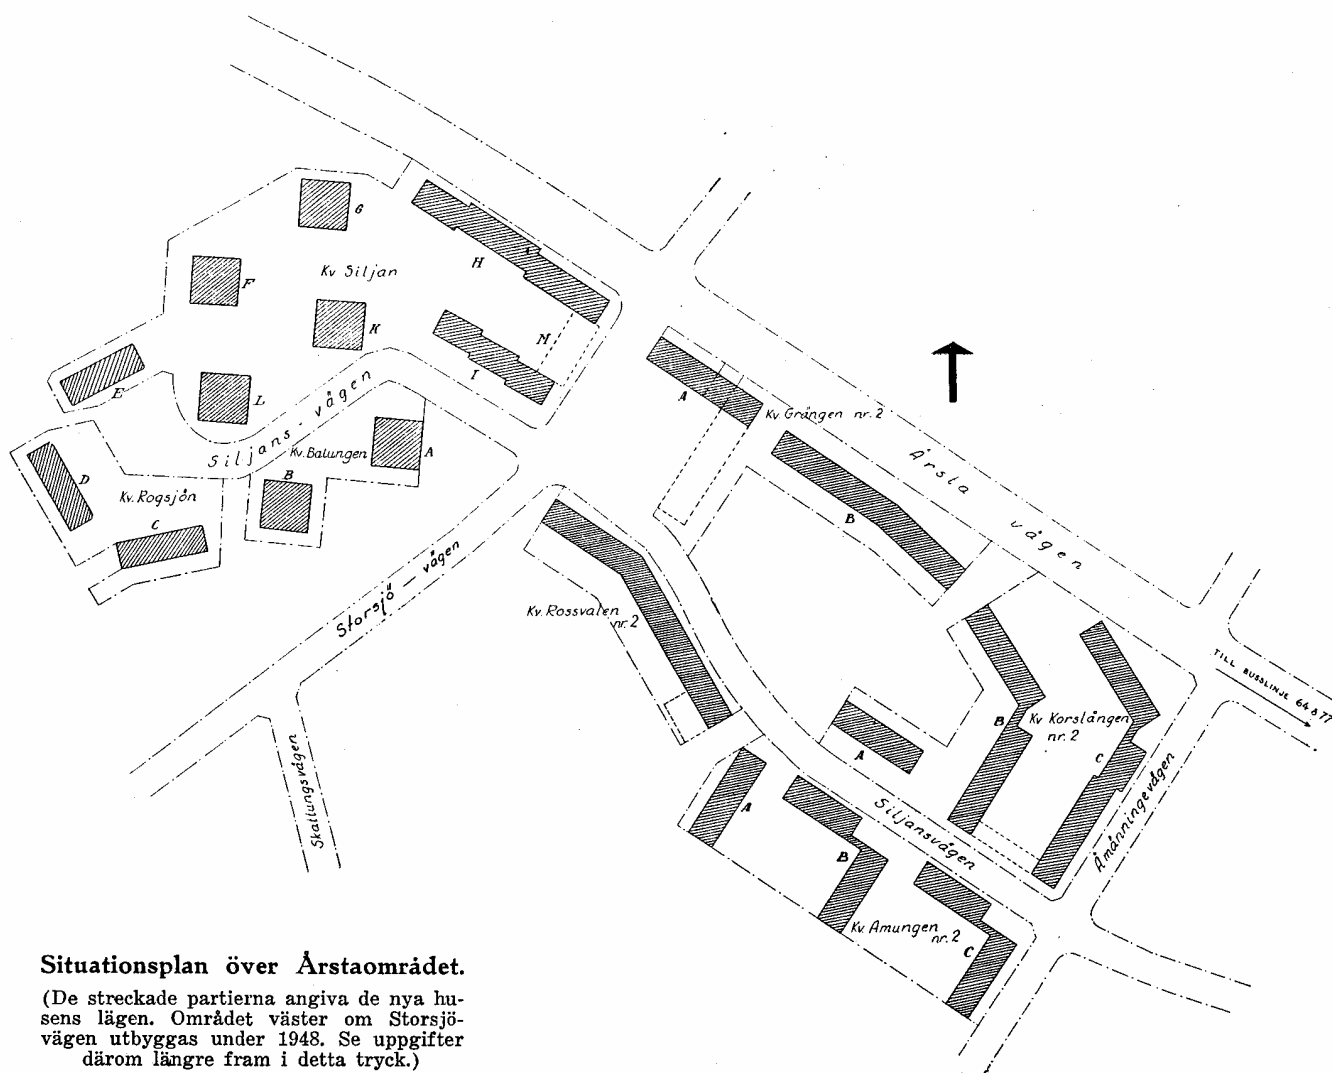 G
F
Kv Siljan
H
K
M
E
L
I
Siljans-vägen
Kv. Balungen
A
B
D
Kv. Rogsjön
C
Storsjö-vägen
Skattungsvägen
A
Kv. Grången nr. 2
B
Årsta vägen
Kv. Rossvalen
nr. 2
A
B
Kv Korslången
nr. 2
C
TILL BUSSLINJE 64 & 77
Åmänningevägen
Siljansvägen
A
B
Kv. Amungen
nr. 2
C
Situationsplan över Årstaområdet.
(De streckade partierna angiva de nya hu-
sens lägen. Området väster om Storsjö-
vägen utbyggas under 1948. Se uppgifter
därom längre fram i detta tryck.)